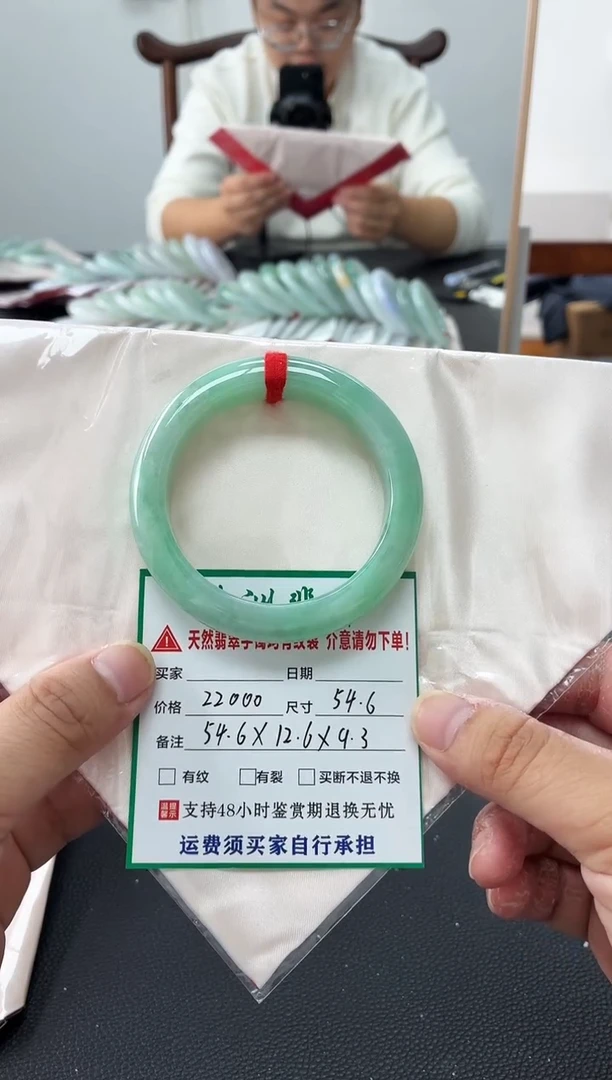 天然翡翠手镯均有纹裂 介意请勿下单!
买家 日期
价格 22000 尺寸 54.6
备注 54.6X12.6X9.3
有纹 有裂 买断不退不换
温馨提示 支持48小时鉴赏期退换无忧
运费须买家自行承担